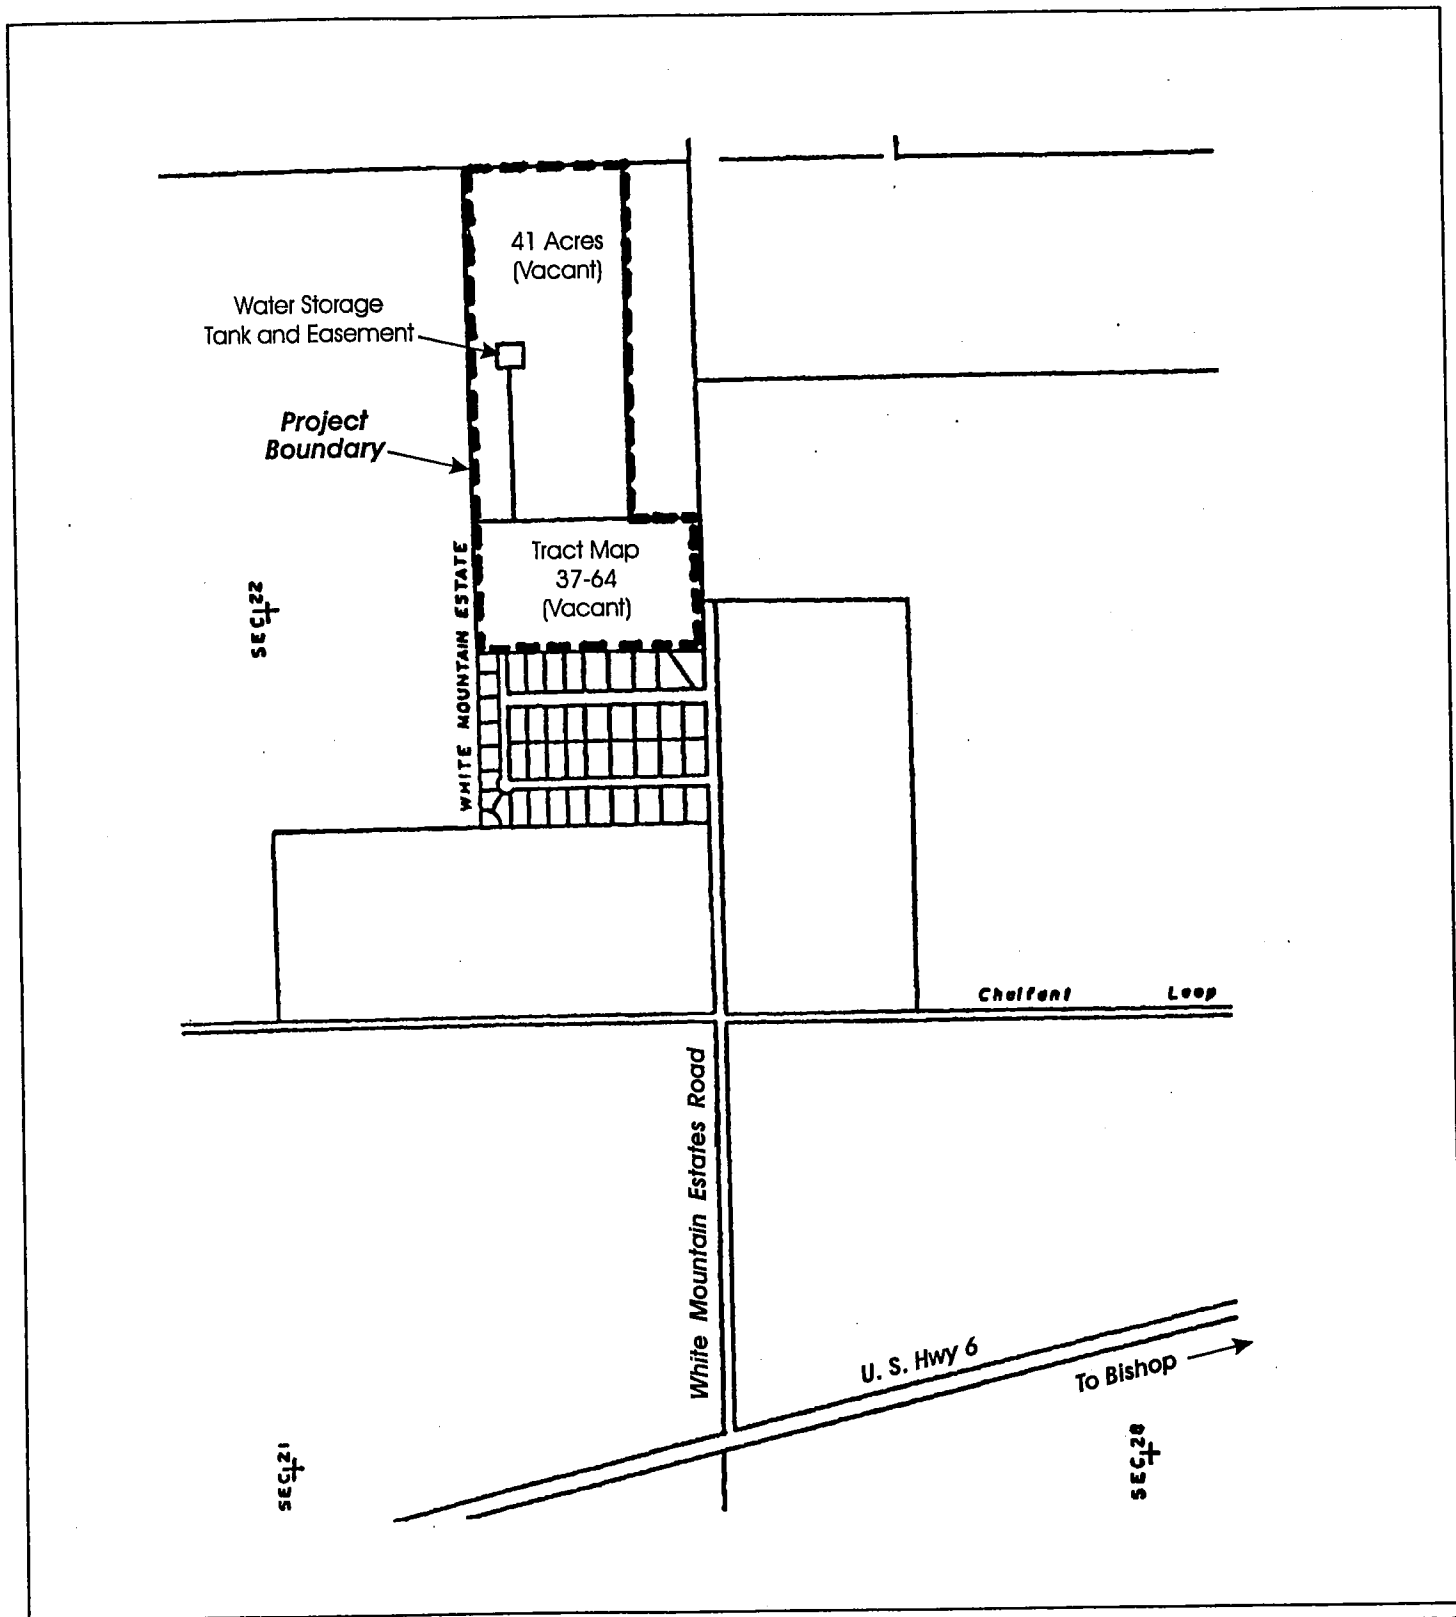 41 Acres
(Vacant)
Water Storage
Tank and Easement
Project
Boundary
Tract Map
37-64
(Vacant)
WHITE MOUNTAIN ESTATE
SEC 22
Chalfant Loop
White Mountain Estates Road
U. S. Hwy 6
To Bishop
SEC 21
SEC 28